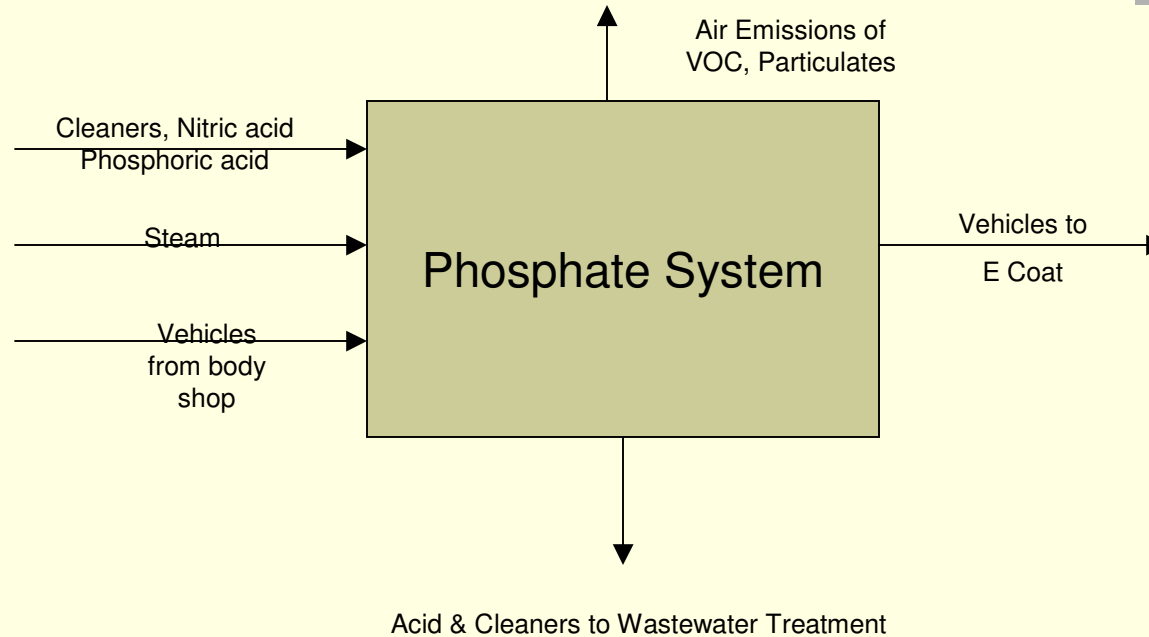 Air Emissions of
VOC, Particulates
Cleaners, Nitric acid
Phosphoric acid
Steam
Vehicles
from body
shop
Phosphate System
Vehicles to
E Coat
Acid & Cleaners to Wastewater Treatment